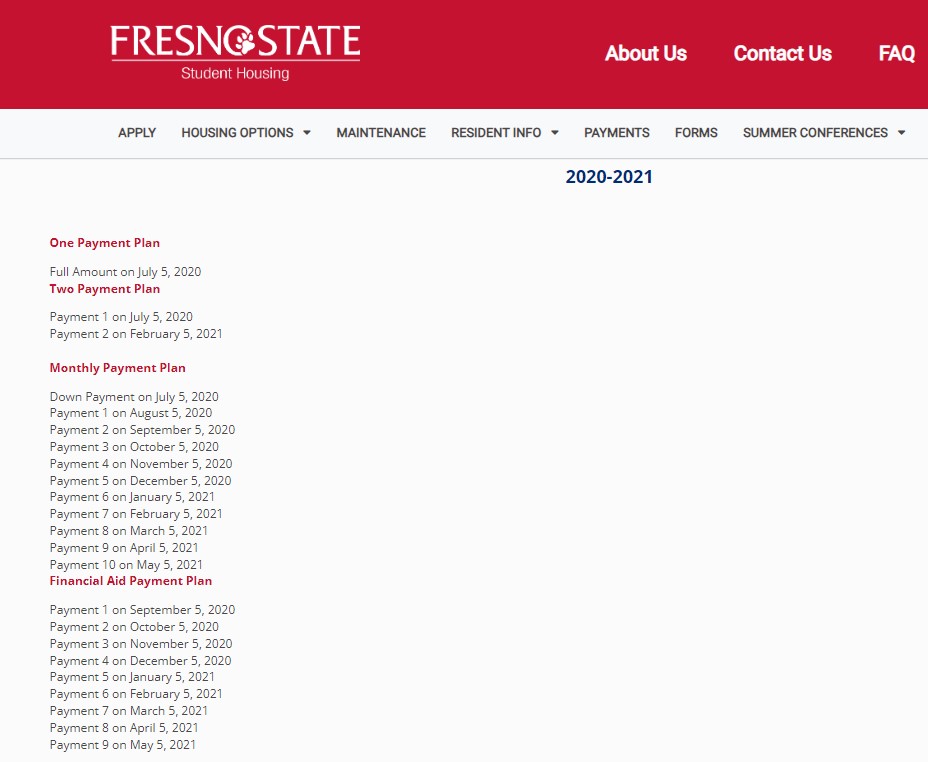 FRESNO STATE
Student Housing
About Us Contact Us FAQ
APPLY HOUSING OPTIONS MAINTENANCE RESIDENT INFO PAYMENTS FORMS SUMMER CONFERENCES
2020-2021
One Payment Plan
Full Amount on July 5, 2020
Two Payment Plan
Payment 1 on July 5, 2020
Payment 2 on February 5, 2021
Monthly Payment Plan
Down Payment on July 5, 2020
Payment 1 on August 5, 2020
Payment 2 on September 5, 2020
Payment 3 on October 5, 2020
Payment 4 on November 5, 2020
Payment 5 on December 5, 2020
Payment 6 on January 5, 2021
Payment 7 on February 5, 2021
Payment 8 on March 5, 2021
Payment 9 on April 5, 2021
Payment 10 on May 5, 2021
Financial Aid Payment Plan
Payment 1 on September 5, 2020
Payment 2 on October 5, 2020
Payment 3 on November 5, 2020
Payment 4 on December 5, 2020
Payment 5 on January 5, 2021
Payment 6 on February 5, 2021
Payment 7 on March 5, 2021
Payment 8 on April 5, 2021
Payment 9 on May 5, 2021